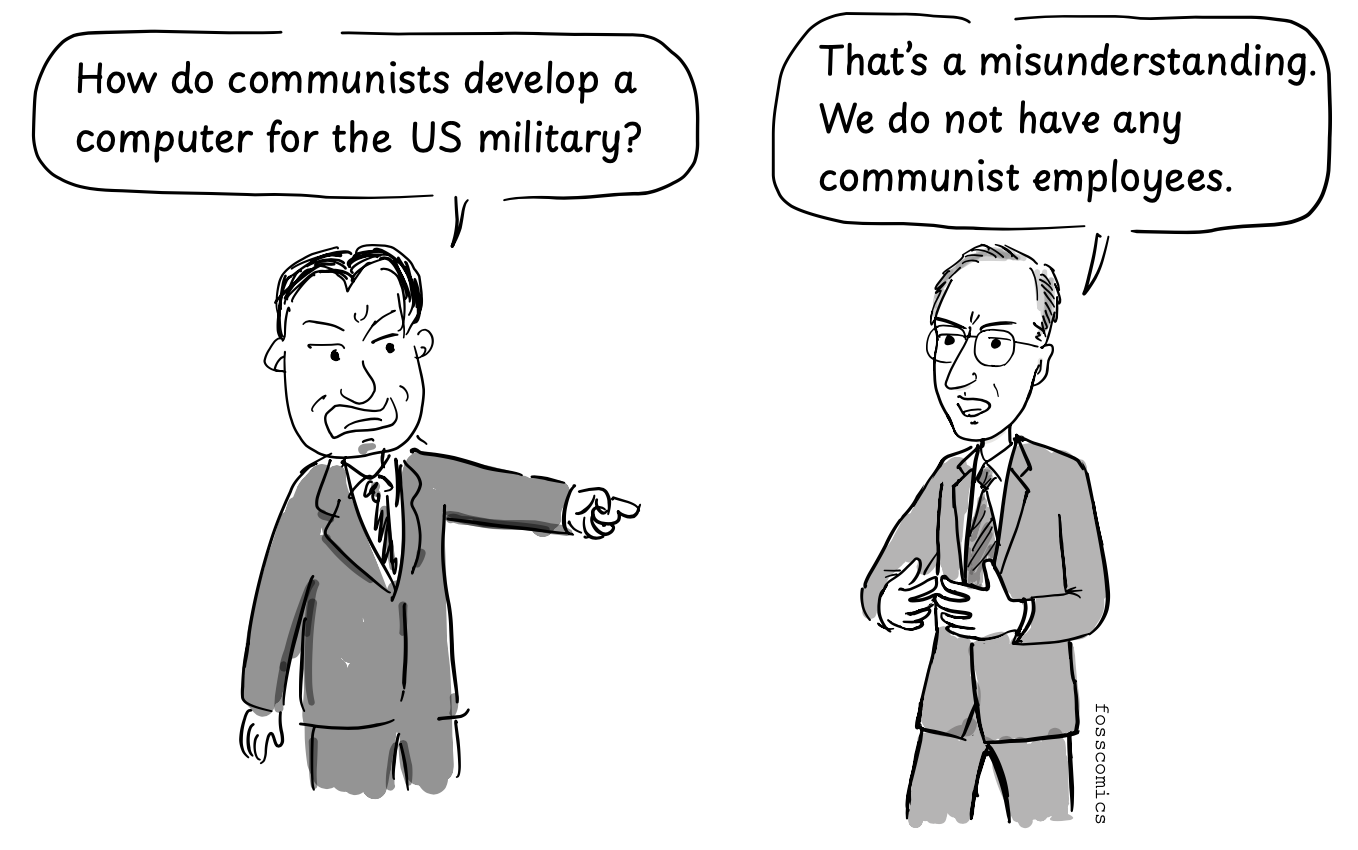 How do communists develop a
computer for the US military?
That's a misunderstanding.
We do not have any
communist employees.
fosscomics